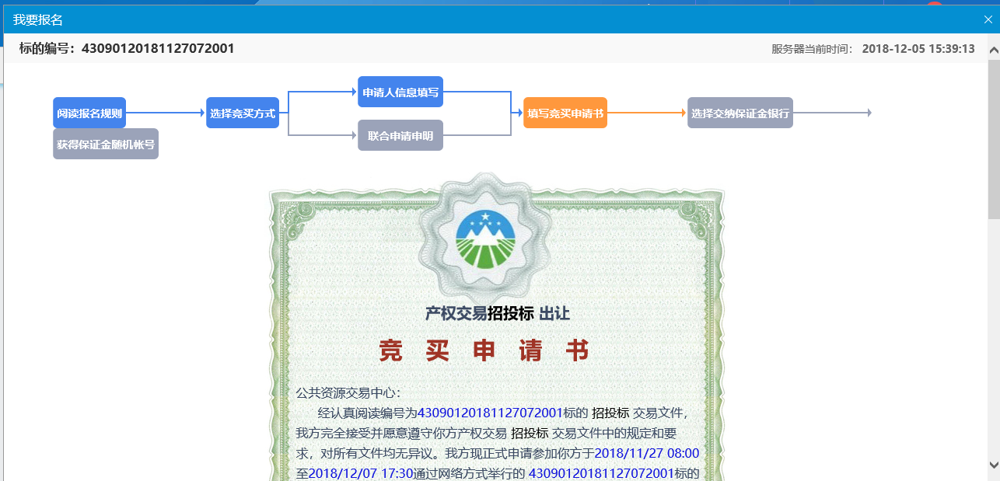 我要报名
标的编号：43090120181127072001
服务器当前时间： 2018-12-05 15:39:13
阅读报名规则
选择竞买方式
申请人信息填写
联合申请申明
填写竞买申请书
选择交纳保证金银行
获得保证金随机帐号
产权交易招投标 出让
竞 买 申 请 书
公共资源交易中心：
经认真阅读编号为43090120181127072001标的 招投标 交易文件，
我方完全接受并愿意遵守你方产权交易 招投标 交易文件中的规定和要
求，对所有文件均无异议。我方现正式申请参加你方于2018/11/27 08:00
至2018/12/07 17:30通过网络方式举行的 43090120181127072001标的